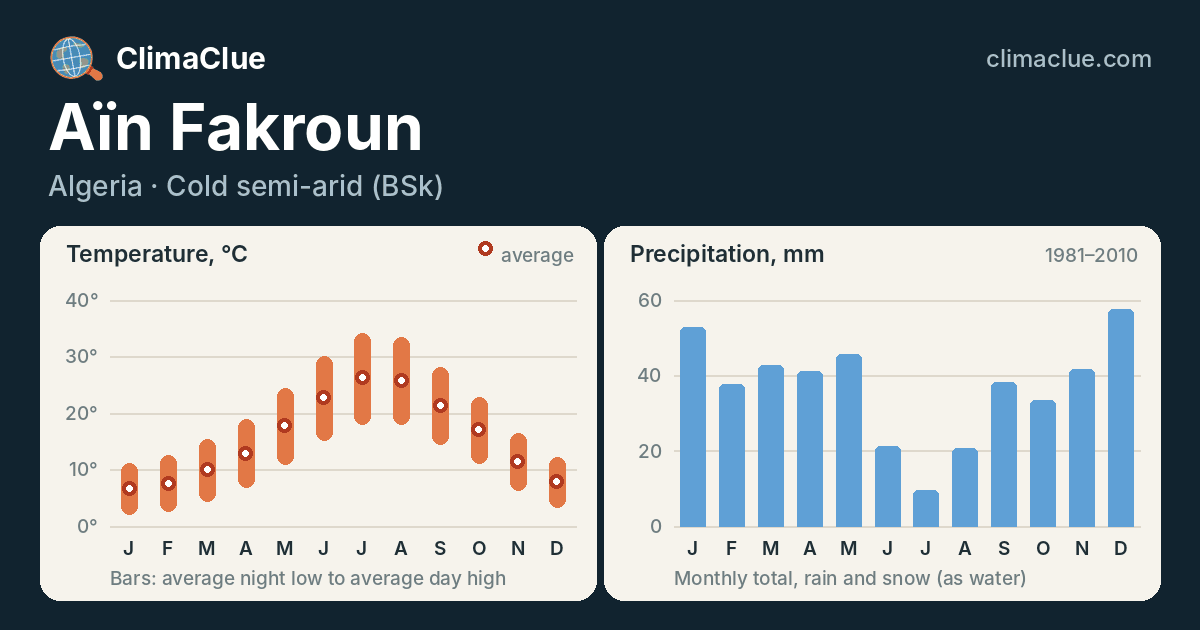 ClimaClue
climaclue.com
Aïn Fakroun
Algeria · Cold semi-arid (BSk)
Temperature, °C
average
40°
30°
20°
10°
0°
J F M A M J J A S O N D
Bars: average night low to average day high
Precipitation, mm
1981–2010
60
40
20
0
J F M A M J J A S O N D
Monthly total, rain and snow (as water)